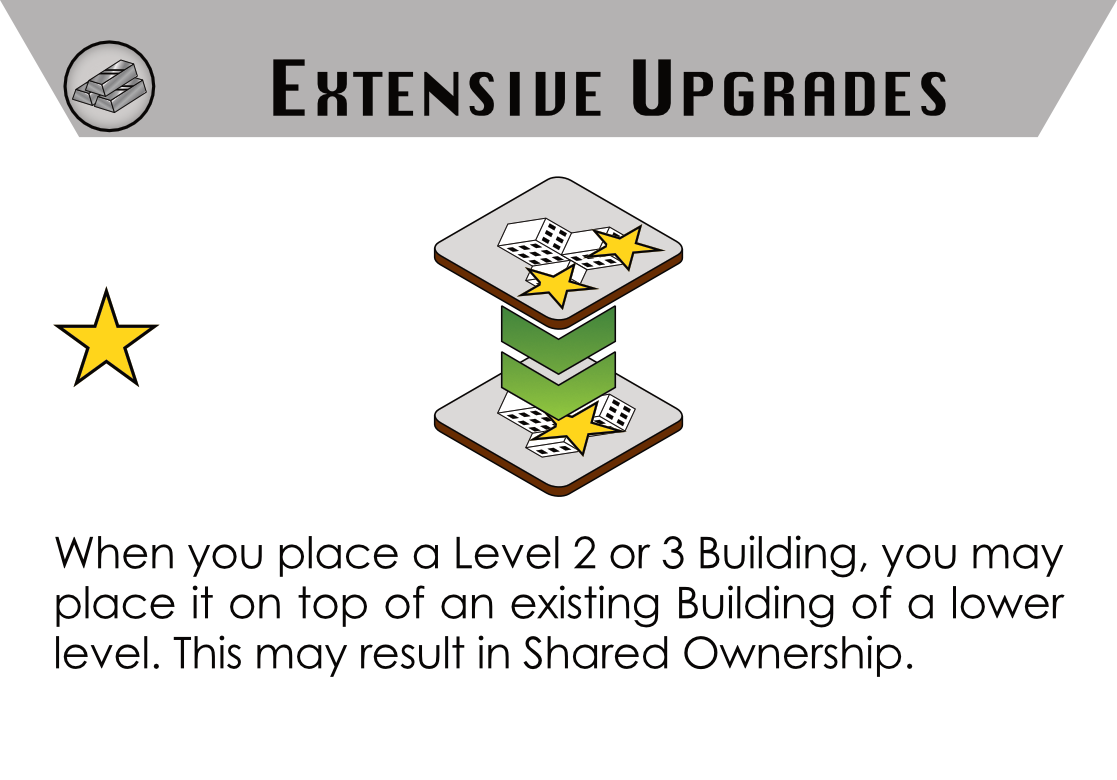 Extensive Upgrades
When you place a Level 2 or 3 Building, you may
place it on top of an existing Building of a lower
level. This may result in Shared Ownership.